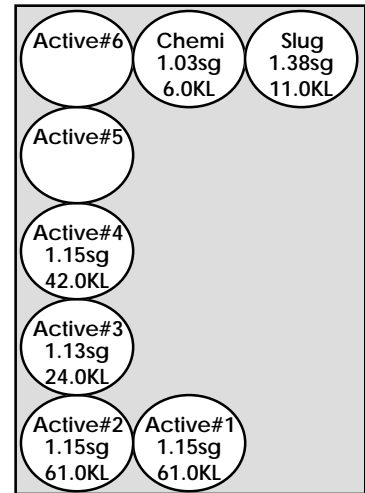 Active#6
Chemi
1.03sg
6.0KL
Slug
1.38sg
11.0KL
Active#5
Active#4
1.15sg
42.0KL
Active#3
1.13sg
24.0KL
Active#2
1.15sg
61.0KL
Active#1
1.15sg
61.0KL